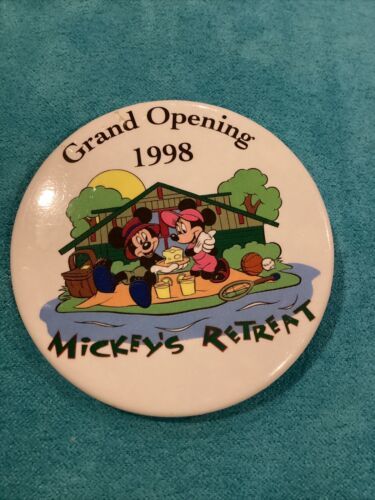 Grand Opening
1998
MICKEY'S RETREAT